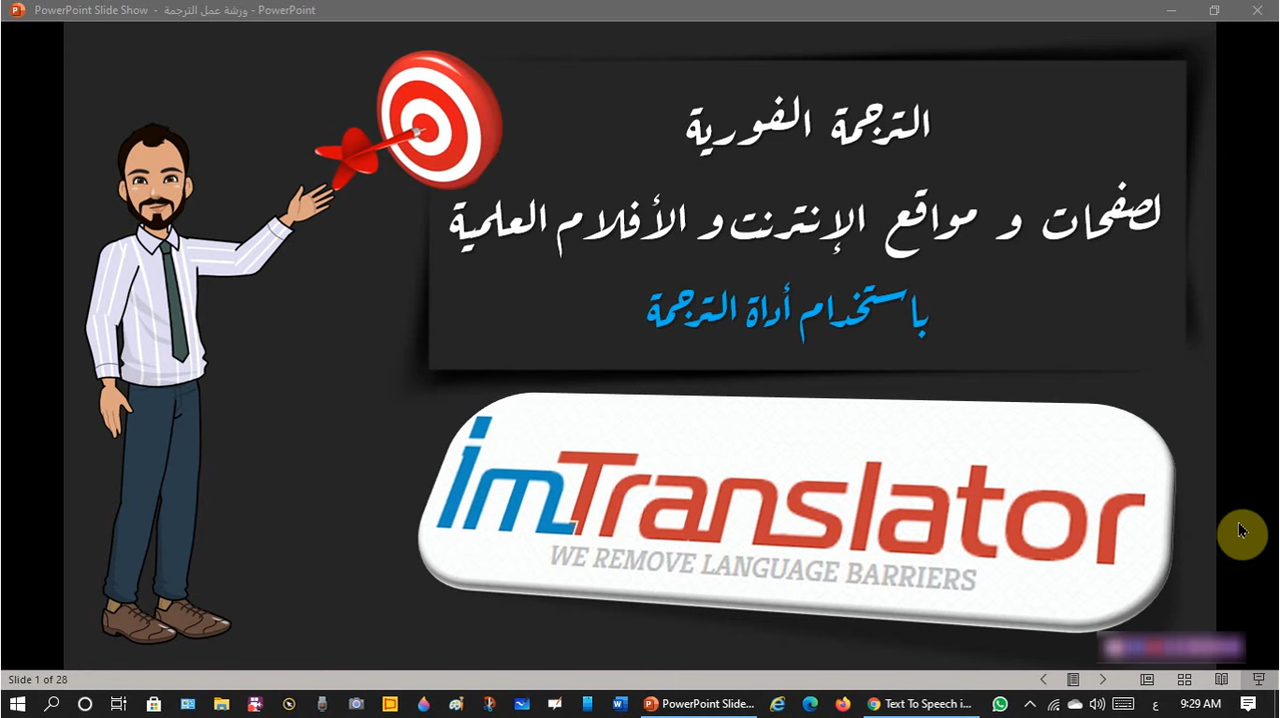 PowerPoint Slide Show - ورشة عمل الترجمة - PowerPoint
الترجمة الفورية
لصفحات و مواقع الإنترنت و الأفلام العلمية
باستخدام أداة الترجمة
imTranslator
WE REMOVE LANGUAGE BARRIERS
Slide 1 of 28
PowerPoint Slide...
Text To Speech i...
ع
9:29 AM